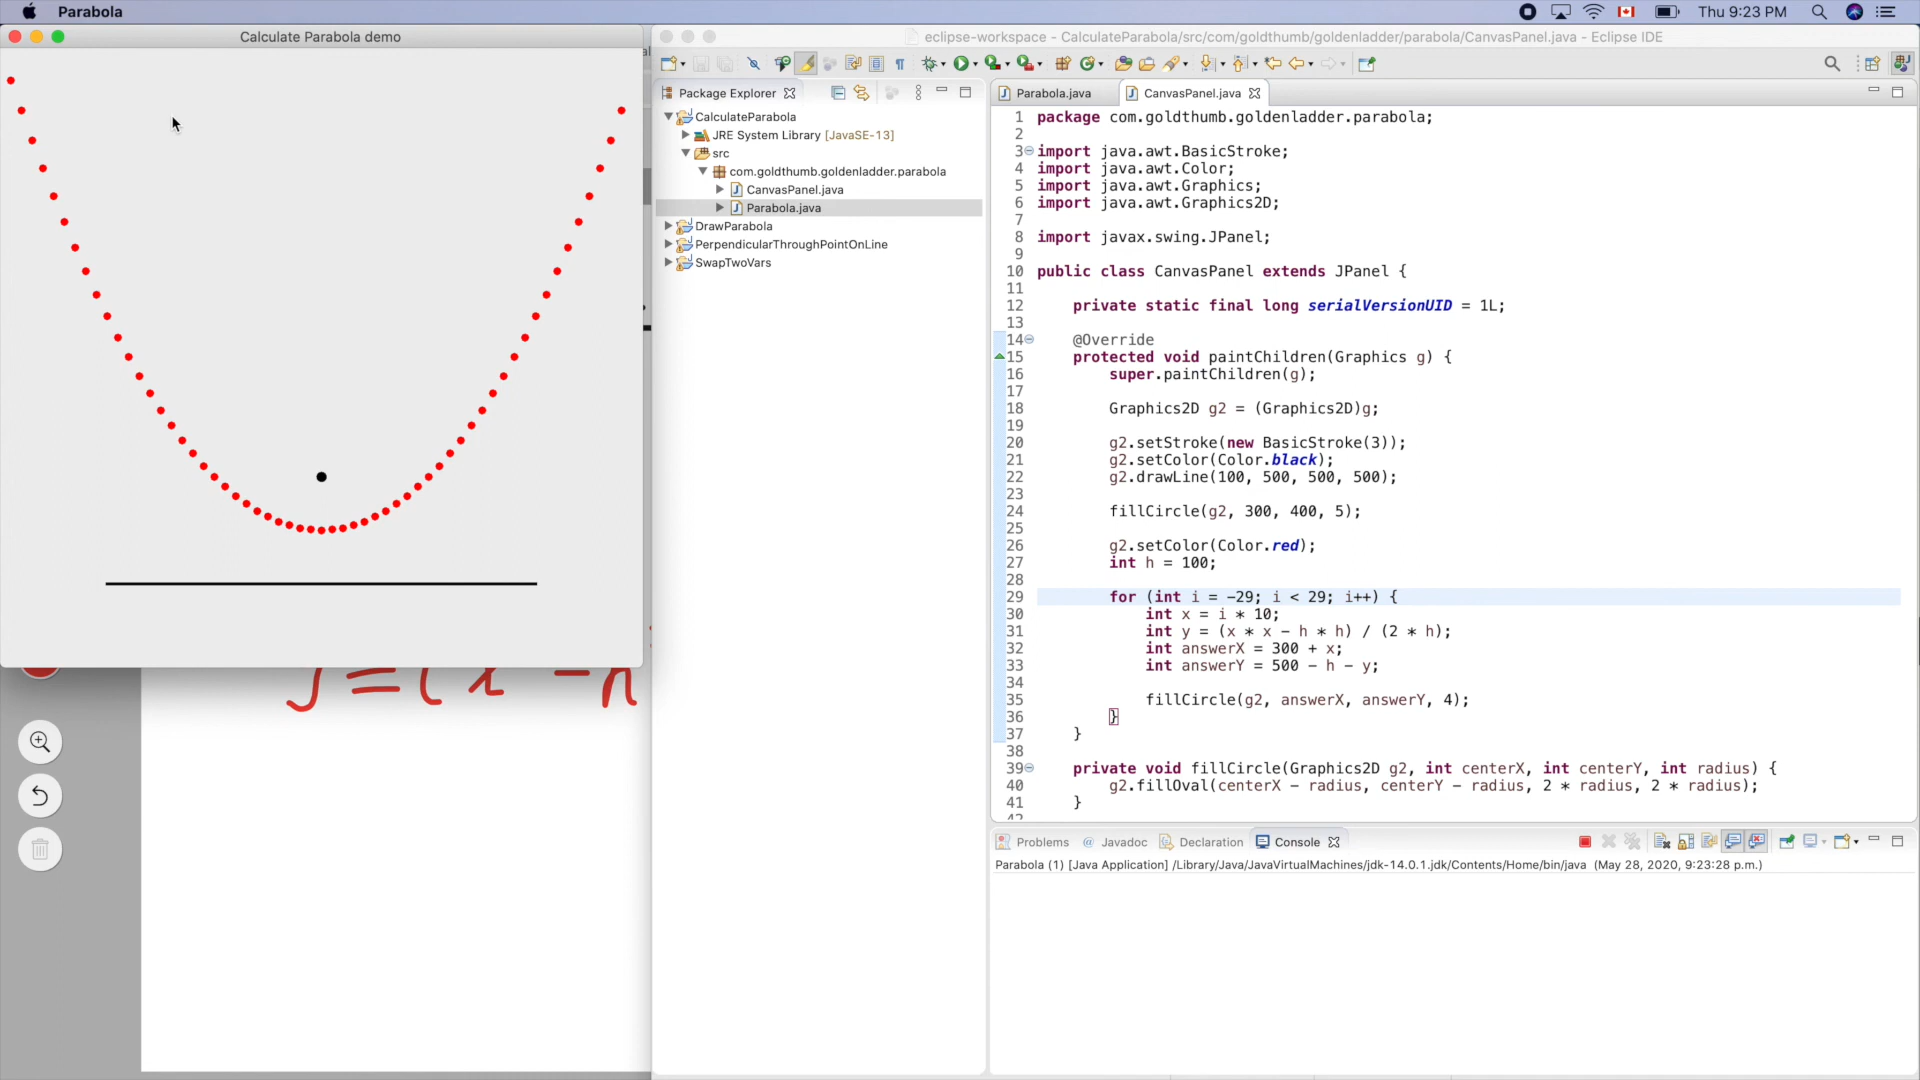 Parabola
Thu 9:23 PM
Calculate Parabola demo
eclipse-workspace - CalculateParabola/src/com/goldthumb/goldenladder/parabola/CanvasPanel.java - Eclipse IDE
Package Explorer
CalculateParabola
JRE System Library [JavaSE-13]
src
com.goldthumb.goldenladder.parabola
CanvasPanel.java
Parabola.java
DrawParabola
PerpendicularThroughPointOnLine
SwapTwoVars
Parabola.java
CanvasPanel.java
1 package com.goldthumb.goldenladder.parabola;
2
3 import java.awt.BasicStroke;
4 import java.awt.Color;
5 import java.awt.Graphics;
6 import java.awt.Graphics2D;
7
8 import javax.swing.JPanel;
9
10 public class CanvasPanel extends JPanel {
11
12 private static final long serialVersionUID = 1L;
13
14 @Override
15 protected void paintChildren(Graphics g) {
16 super.paintChildren(g);
17
18 Graphics2D g2 = (Graphics2D)g;
19
20 g2.setStroke(new BasicStroke(3));
21 g2.setColor(Color.black);
22 g2.drawLine(100, 500, 500, 500);
23
24 fillCircle(g2, 300, 400, 5);
25
26 g2.setColor(Color.red);
27 int h = 100;
28
29 for (int i = -29; i < 29; i++) {
30 int x = i * 10;
31 int y = (x * x - h * h) / (2 * h);
32 int answerX = 300 + x;
33 int answerY = 500 - h - y;
34
35 fillCircle(g2, answerX, answerY, 4);
36 }
37 }
38
39 private void fillCircle(Graphics2D g2, int centerX, int centerY, int radius) {
40 g2.fillOval(centerX - radius, centerY - radius, 2 * radius, 2 * radius);
41 }
42
Problems
@ Javadoc
Declaration
Console
Parabola (1) [Java Application] /Library/Java/JavaVirtualMachines/jdk-14.0.1.jdk/Contents/Home/bin/java (May 28, 2020, 9:23:28 p.m.)